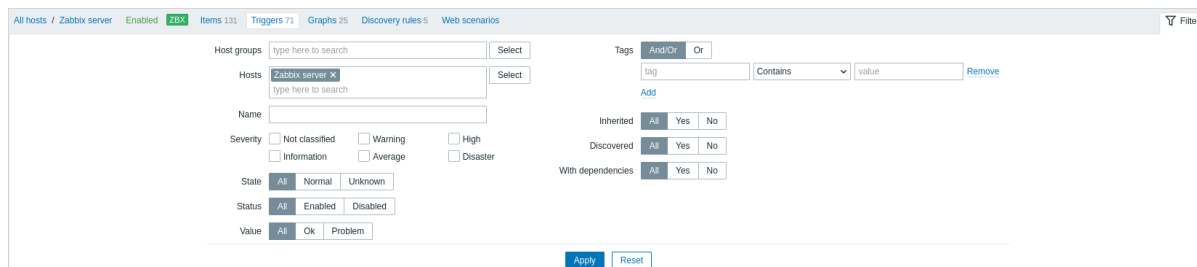 All hosts / Zabbix server Enabled ZBX Items 131 Triggers 71 Graphs 25 Discovery rules 5 Web scenarios Filte
Host groups type here to search Select
Hosts Zabbix server × type here to search Select
Name
Severity Not classified Warning High
Information Average Disaster
State All Normal Unknown
Status All Enabled Disabled
Value All Ok Problem
Tags And/Or Or
tag Contains value Remove
Add
Inherited All Yes No
Discovered All Yes No
With dependencies All Yes No
Apply Reset